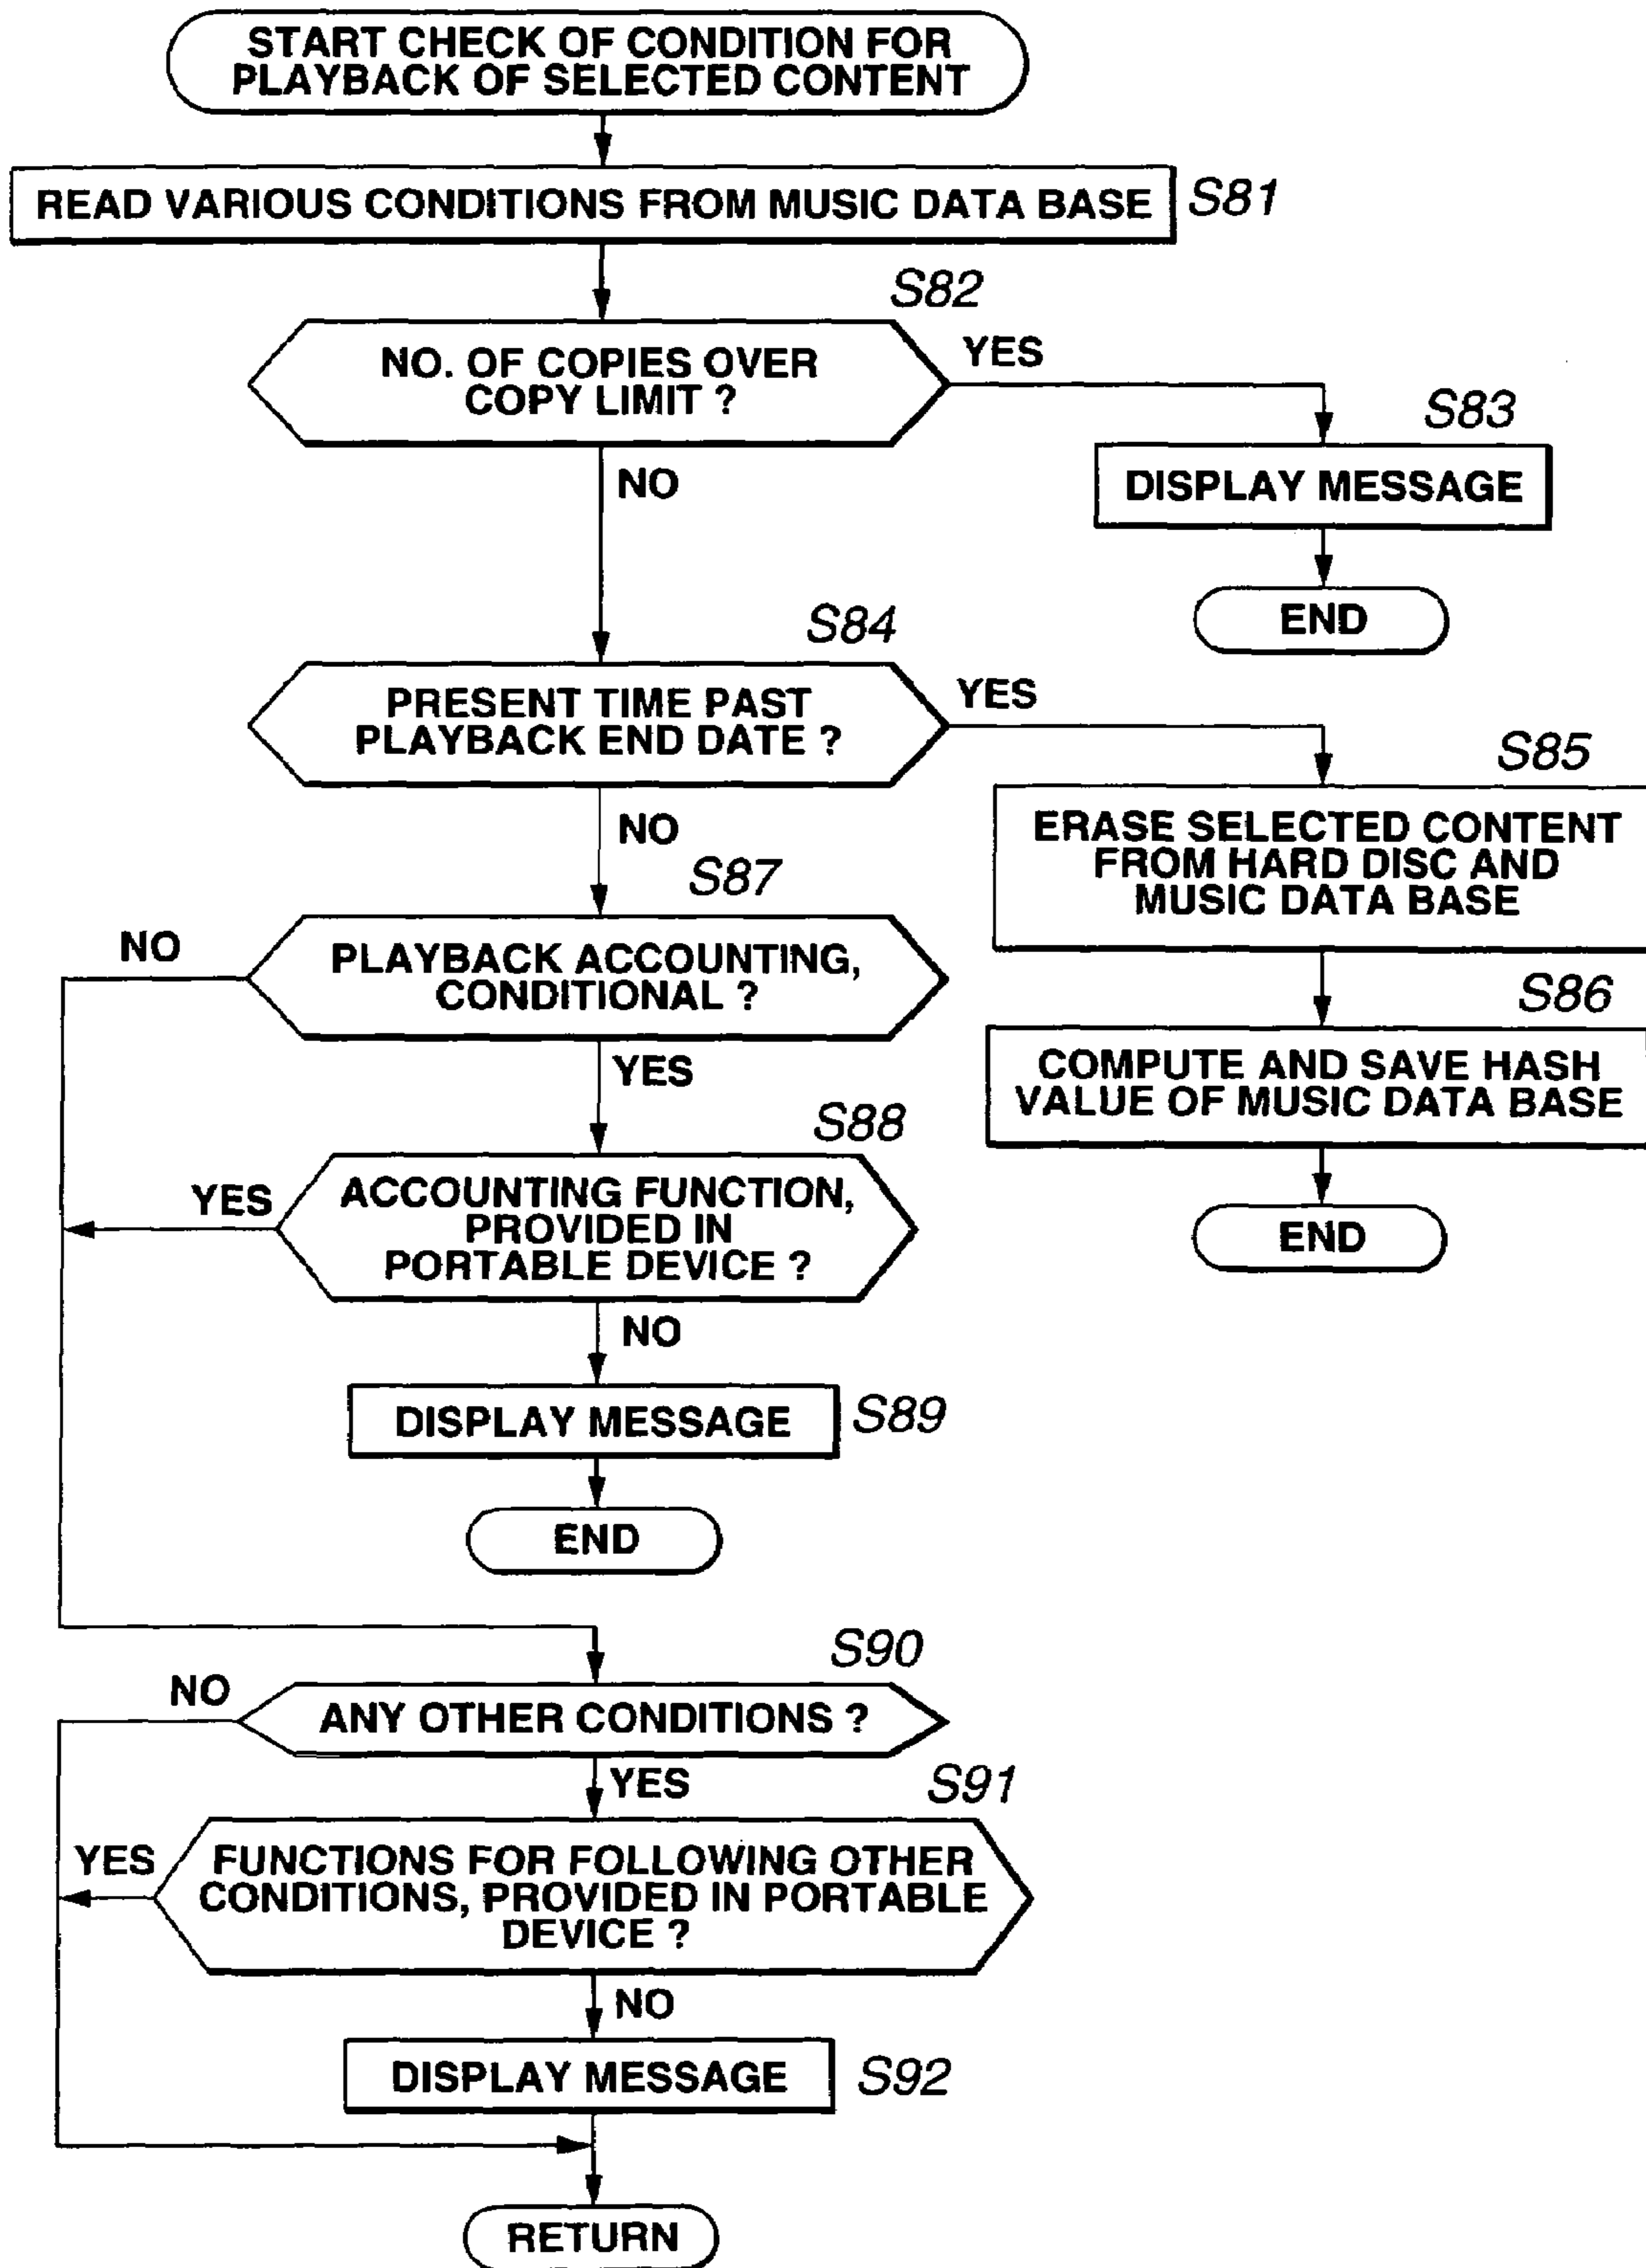 START CHECK OF CONDITION FOR
PLAYBACK OF SELECTED CONTENT
READ VARIOUS CONDITIONS FROM MUSIC DATA BASE
S81
S82
NO. OF COPIES OVER
COPY LIMIT ?
YES
NO
S83
DISPLAY MESSAGE
END
S84
PRESENT TIME PAST
PLAYBACK END DATE ?
YES
NO
S85
ERASE SELECTED CONTENT
FROM HARD DISC AND
MUSIC DATA BASE
S86
COMPUTE AND SAVE HASH
VALUE OF MUSIC DATA BASE
END
S87
PLAYBACK ACCOUNTING,
CONDITIONAL ?
NO
YES
S88
ACCOUNTING FUNCTION,
PROVIDED IN
PORTABLE DEVICE ?
YES
NO
DISPLAY MESSAGE
S89
END
S90
ANY OTHER CONDITIONS ?
NO
YES
S91
FUNCTIONS FOR FOLLOWING OTHER
CONDITIONS, PROVIDED IN PORTABLE
DEVICE ?
YES
NO
DISPLAY MESSAGE
S92
RETURN